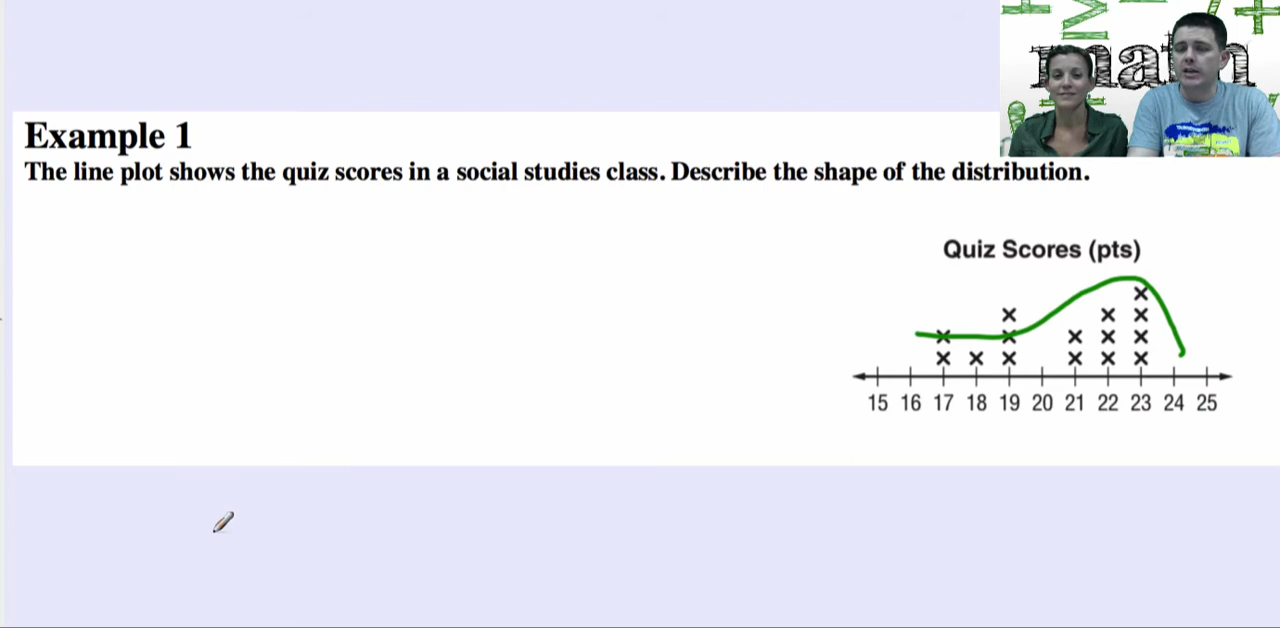 math
Example 1
The line plot shows the quiz scores in a social studies class. Describe the shape of the distribution.
Quiz Scores (pts)
15 16 17 18 19 20 21 22 23 24 25